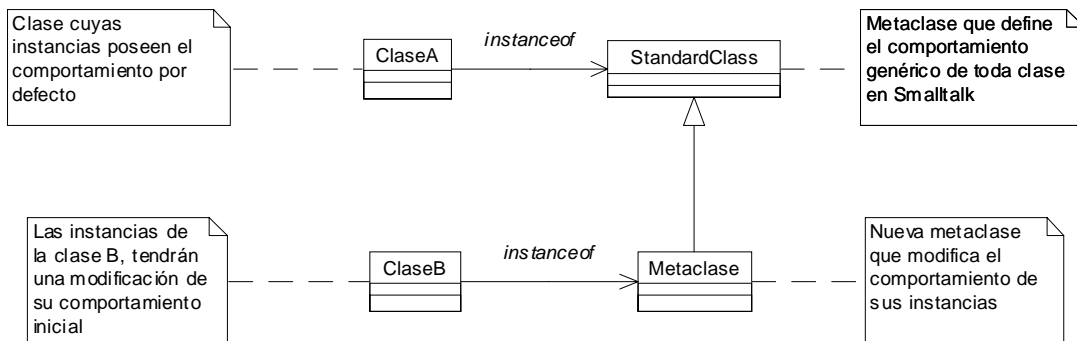 Clase cuyas
instancias poseen el
comportamiento por
defecto
ClaseA
instanceof
StandardClass
Metaclase que define
el comportamiento
genérico de toda clase
en Smalltalk
Las instancias de
la clase B, tendrán
una modificación de
su comportamiento
inicial
ClaseB
instanceof
Metaclase
Nueva metaclase
que modifica el
comportamiento de
sus instancias